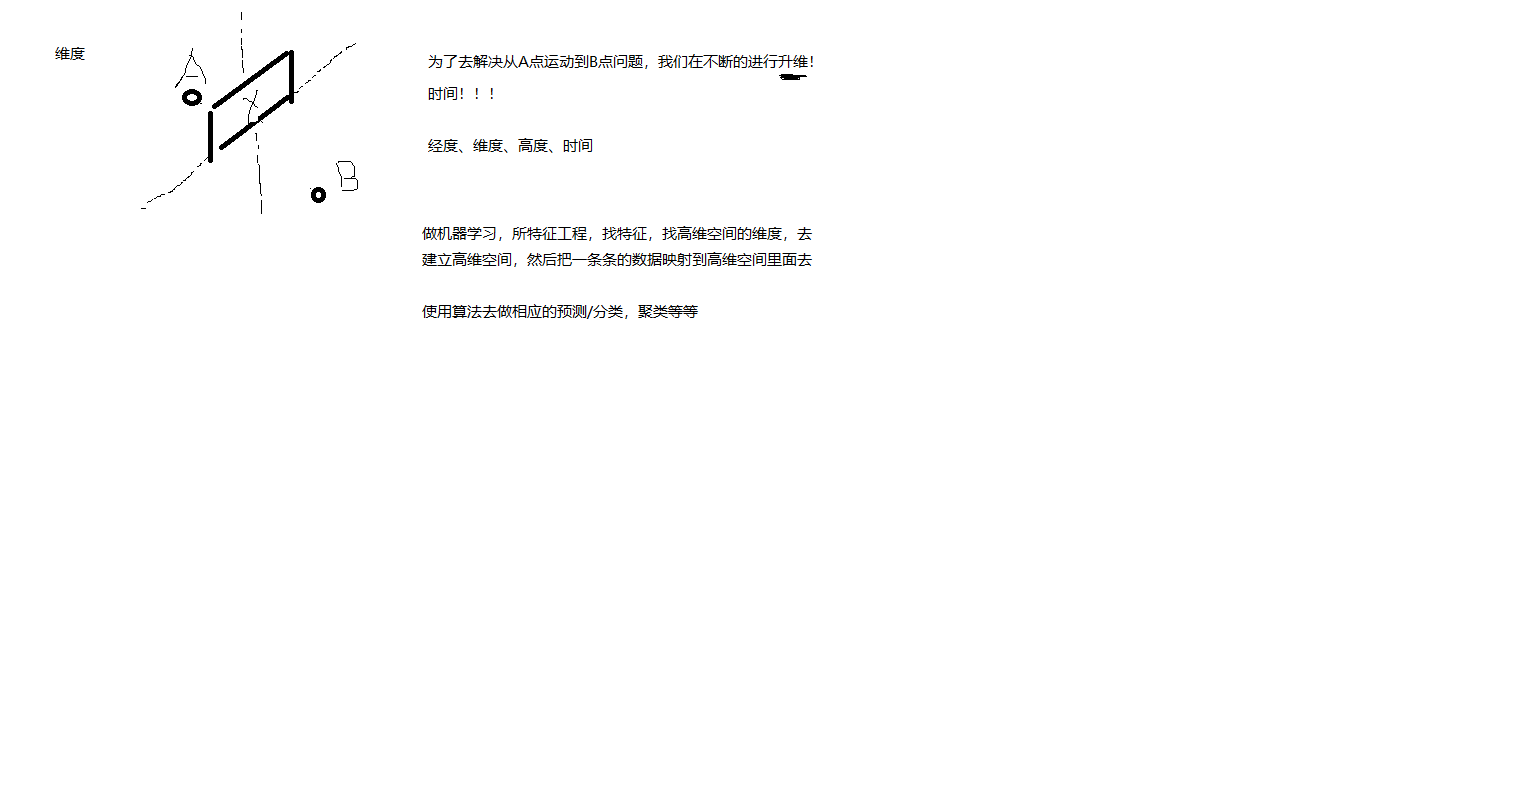 维度
A
为了去解决从A点运动到B点问题，我们在不断的进行升维！
时间！！！
经度、维度、高度、时间
B
做机器学习，所特征工程，找特征，找高维空间的维度，去
建立高维空间，然后把一条条的数据映射到高维空间里面去
使用算法去做相应的预测/分类，聚类等等